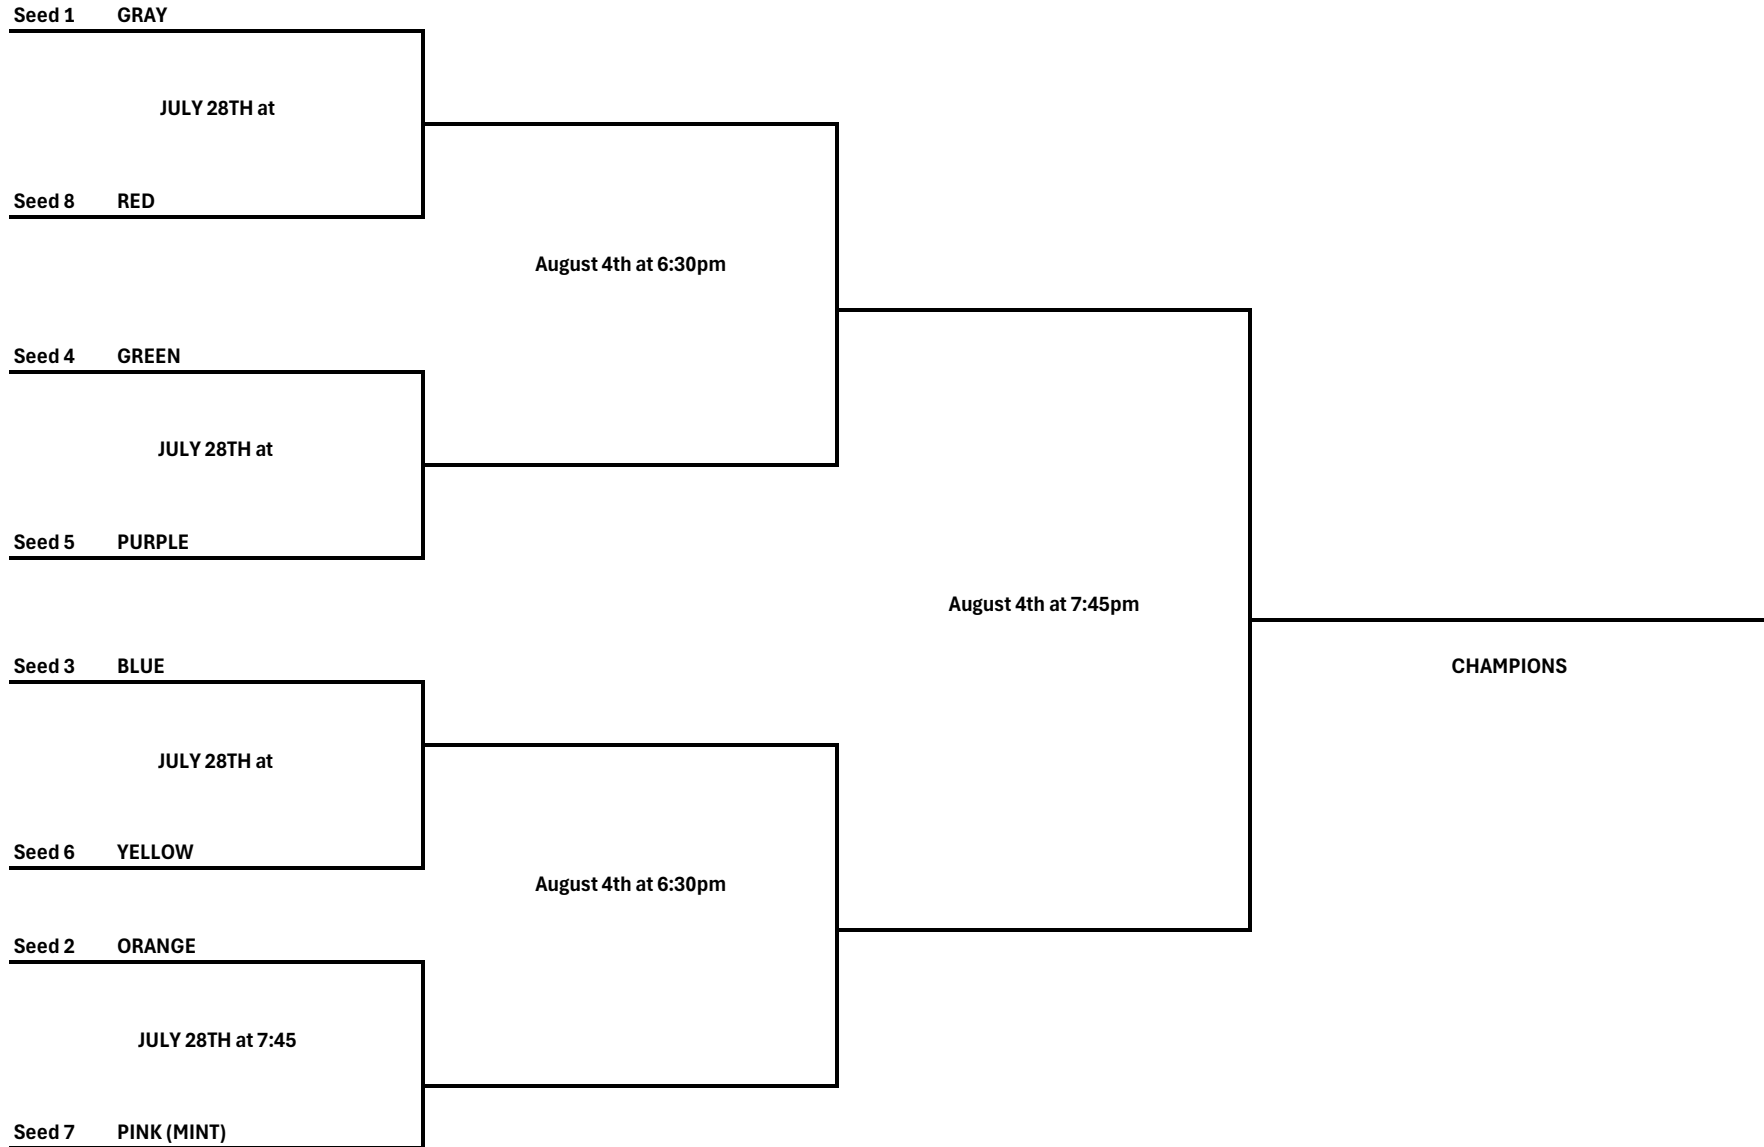 Seed 1 GRAY
JULY 28TH at
Seed 8 RED
August 4th at 6:30pm
Seed 4 GREEN
JULY 28TH at
Seed 5 PURPLE
August 4th at 7:45pm
Seed 3 BLUE
CHAMPIONS
JULY 28TH at
Seed 6 YELLOW
August 4th at 6:30pm
Seed 2 ORANGE
JULY 28TH at 7:45
Seed 7 PINK (MINT)